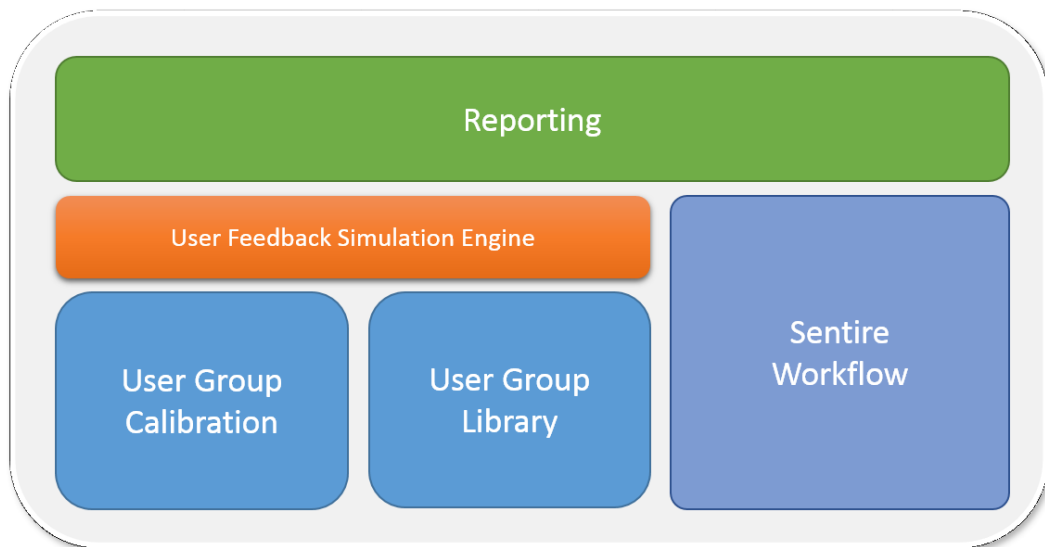 Reporting
User Feedback Simulation Engine
User Group
Calibration
User Group
Library
Sentire
Workflow